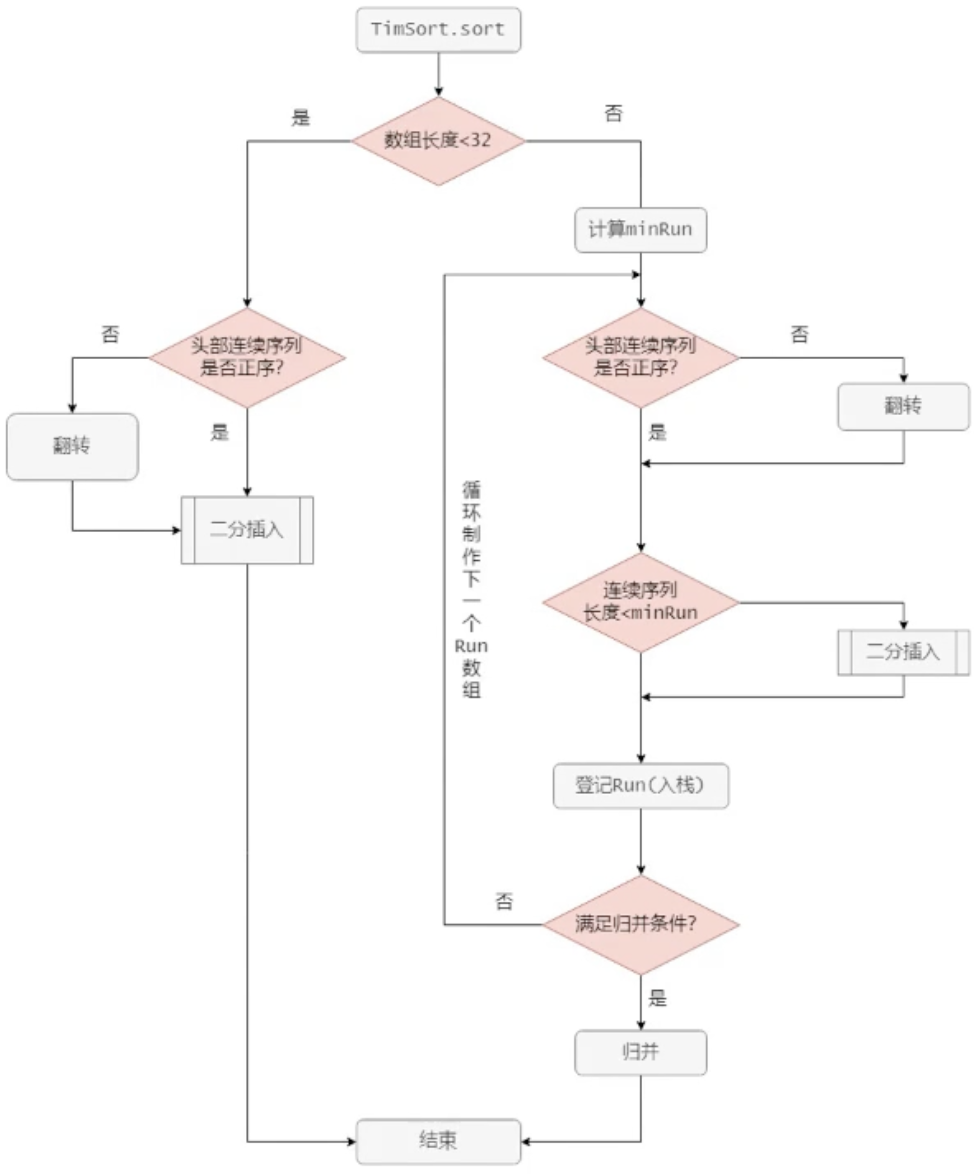 TimSort.sort
是
否
数组长度<32
计算minRun
否
头部连续序列
是否正序?
头部连续序列
是否正序?
否
翻转
翻转
是
是
二分插入
循
环
制
作
下
一
个
Run
数
组
连续序列
长度<minRun
二分插入
登记Run(入栈)
否
满足归并条件?
是
归并
结束